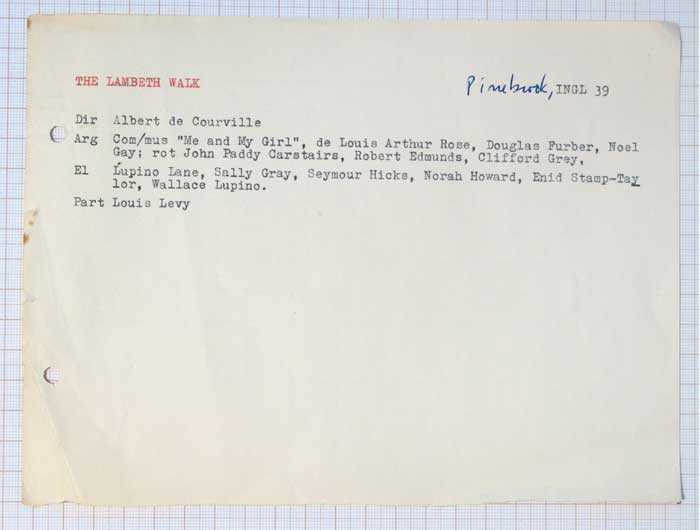 THE LAMBETH WALK
Pinebrook, INGL 39
Dir Albert de Courville
Arg Com/mus "Me and My Girl", de Louis Arthur Rose, Douglas Furber, Noel
Gay; rot John Paddy Carstairs, Robert Edmunds, Clifford Grey,
El Lupino Lane, Sally Gray, Seymour Hicks, Norah Howard, Enid Stamp-Tay
lor, Wallace Lupino.
Part Louis Levy